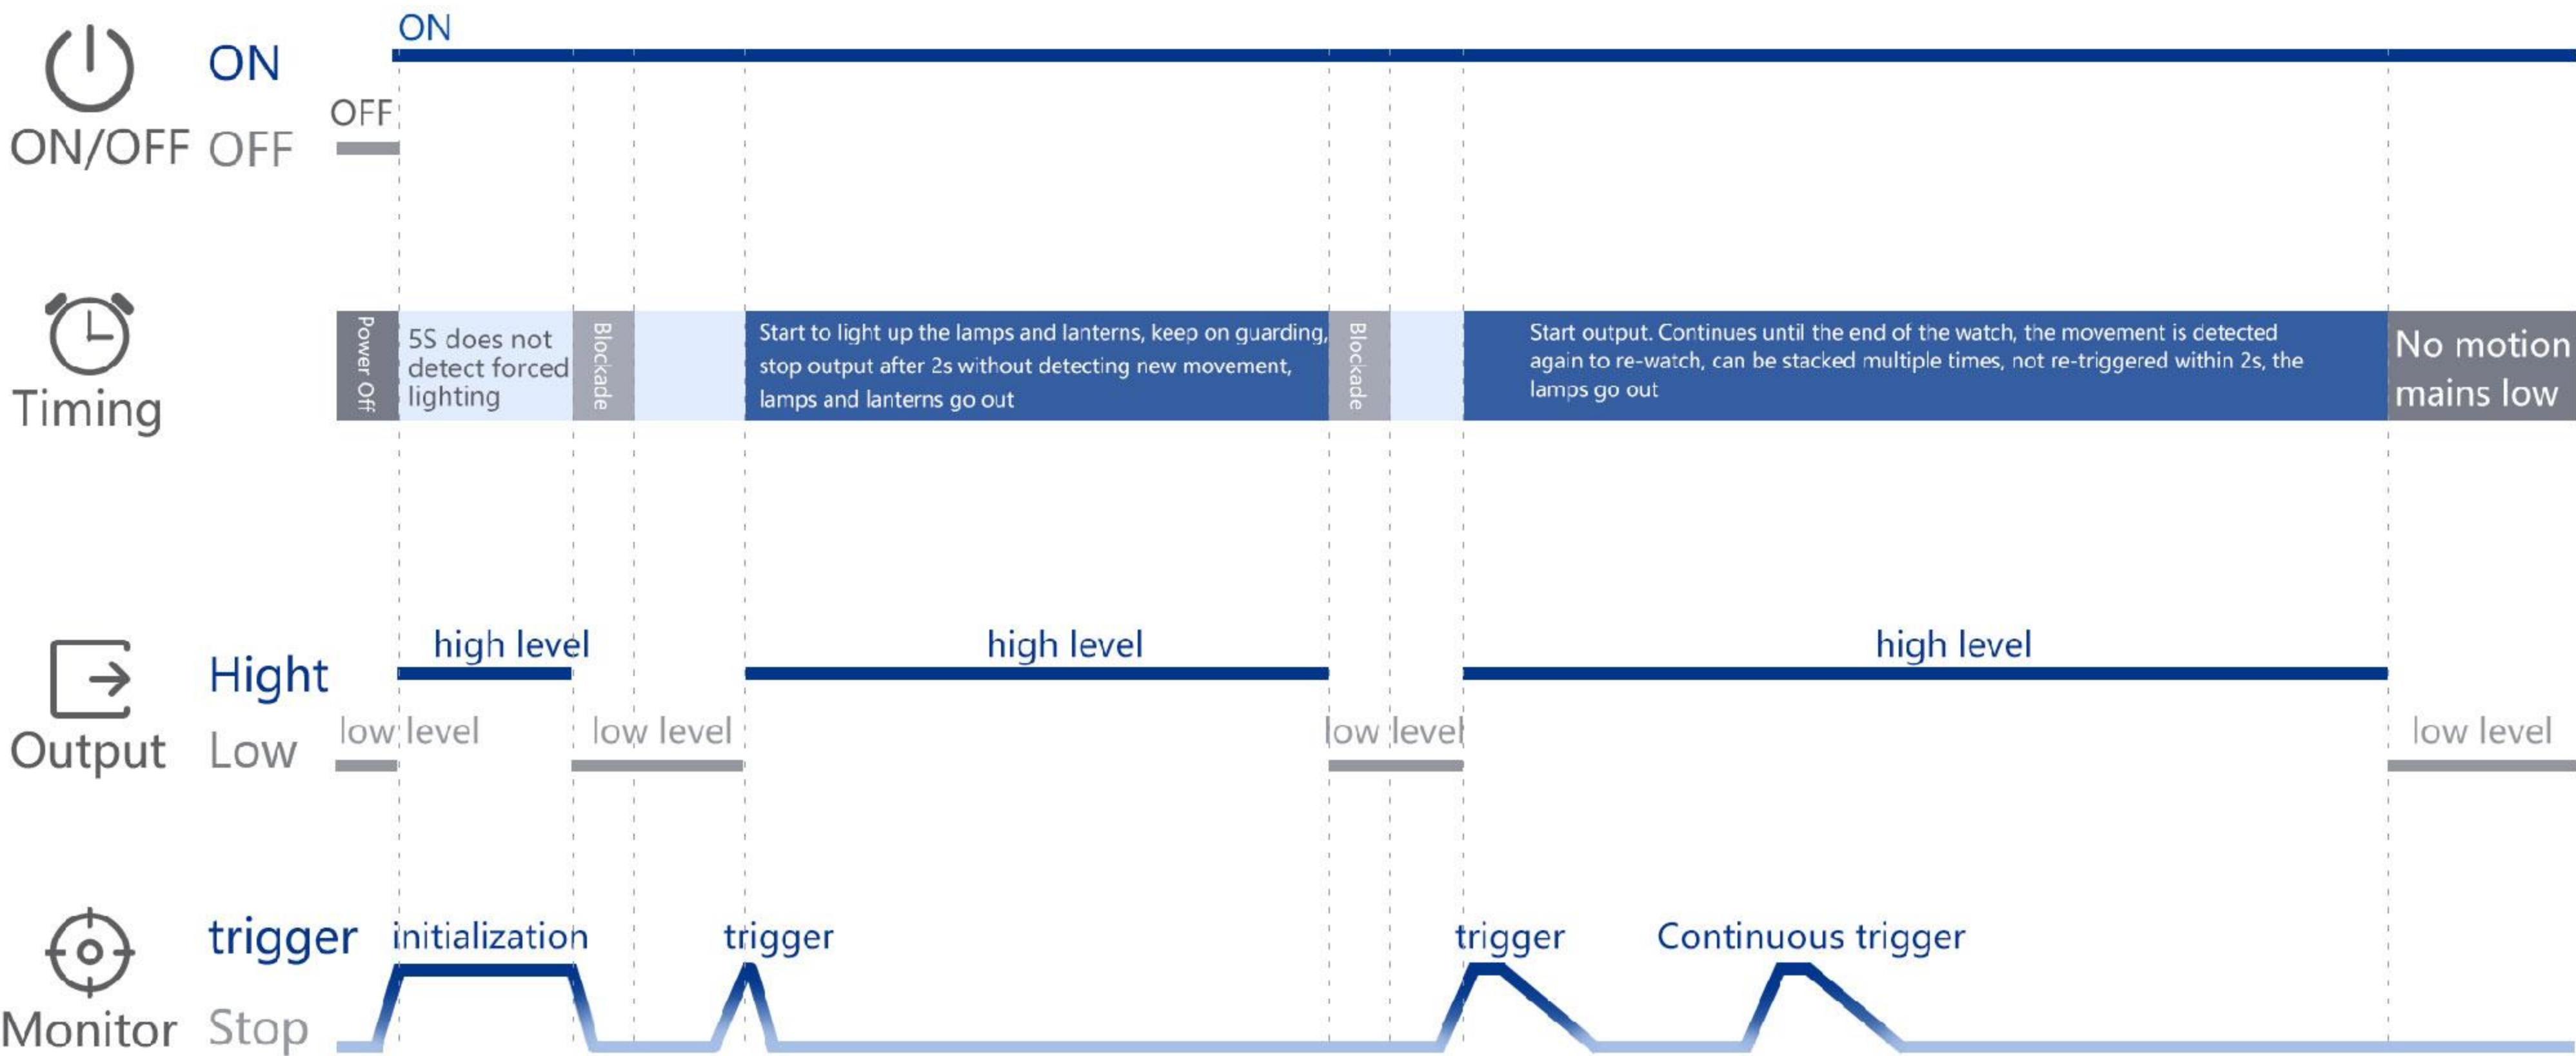 ON
ON
OFF
ON/OFF
OFF
Timing
Power Off
5S does not
detect forced
lighting
Blockade
Start to light up the lamps and lanterns, keep on guarding,
stop output after 2s without detecting new movement,
lamps and lanterns go out
Blockade
Start output. Continues until the end of the watch, the movement is detected
again to re-watch, can be stacked multiple times, not re-triggered within 2s, the
lamps go out
No motion
mains low
Hight
high level
high level
high level
Output
Low
low level
low level
low level
low level
trigger
initialization
trigger
trigger
Continuous trigger
Monitor
Stop